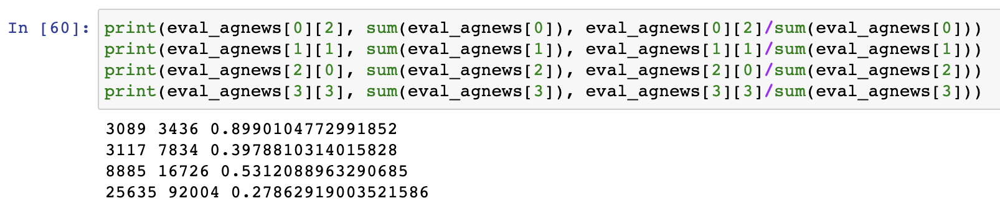 In [60]: print(eval_agnews[0][2], sum(eval_agnews[0]), eval_agnews[0][2]/sum(eval_agnews[0]))
print(eval_agnews[1][1], sum(eval_agnews[1]), eval_agnews[1][1]/sum(eval_agnews[1]))
print(eval_agnews[2][0], sum(eval_agnews[2]), eval_agnews[2][0]/sum(eval_agnews[2]))
print(eval_agnews[3][3], sum(eval_agnews[3]), eval_agnews[3][3]/sum(eval_agnews[3]))
3089 3436 0.8990104772991852
3117 7834 0.3978810314015828
8885 16726 0.5312088963290685
25635 92004 0.27862919003521586